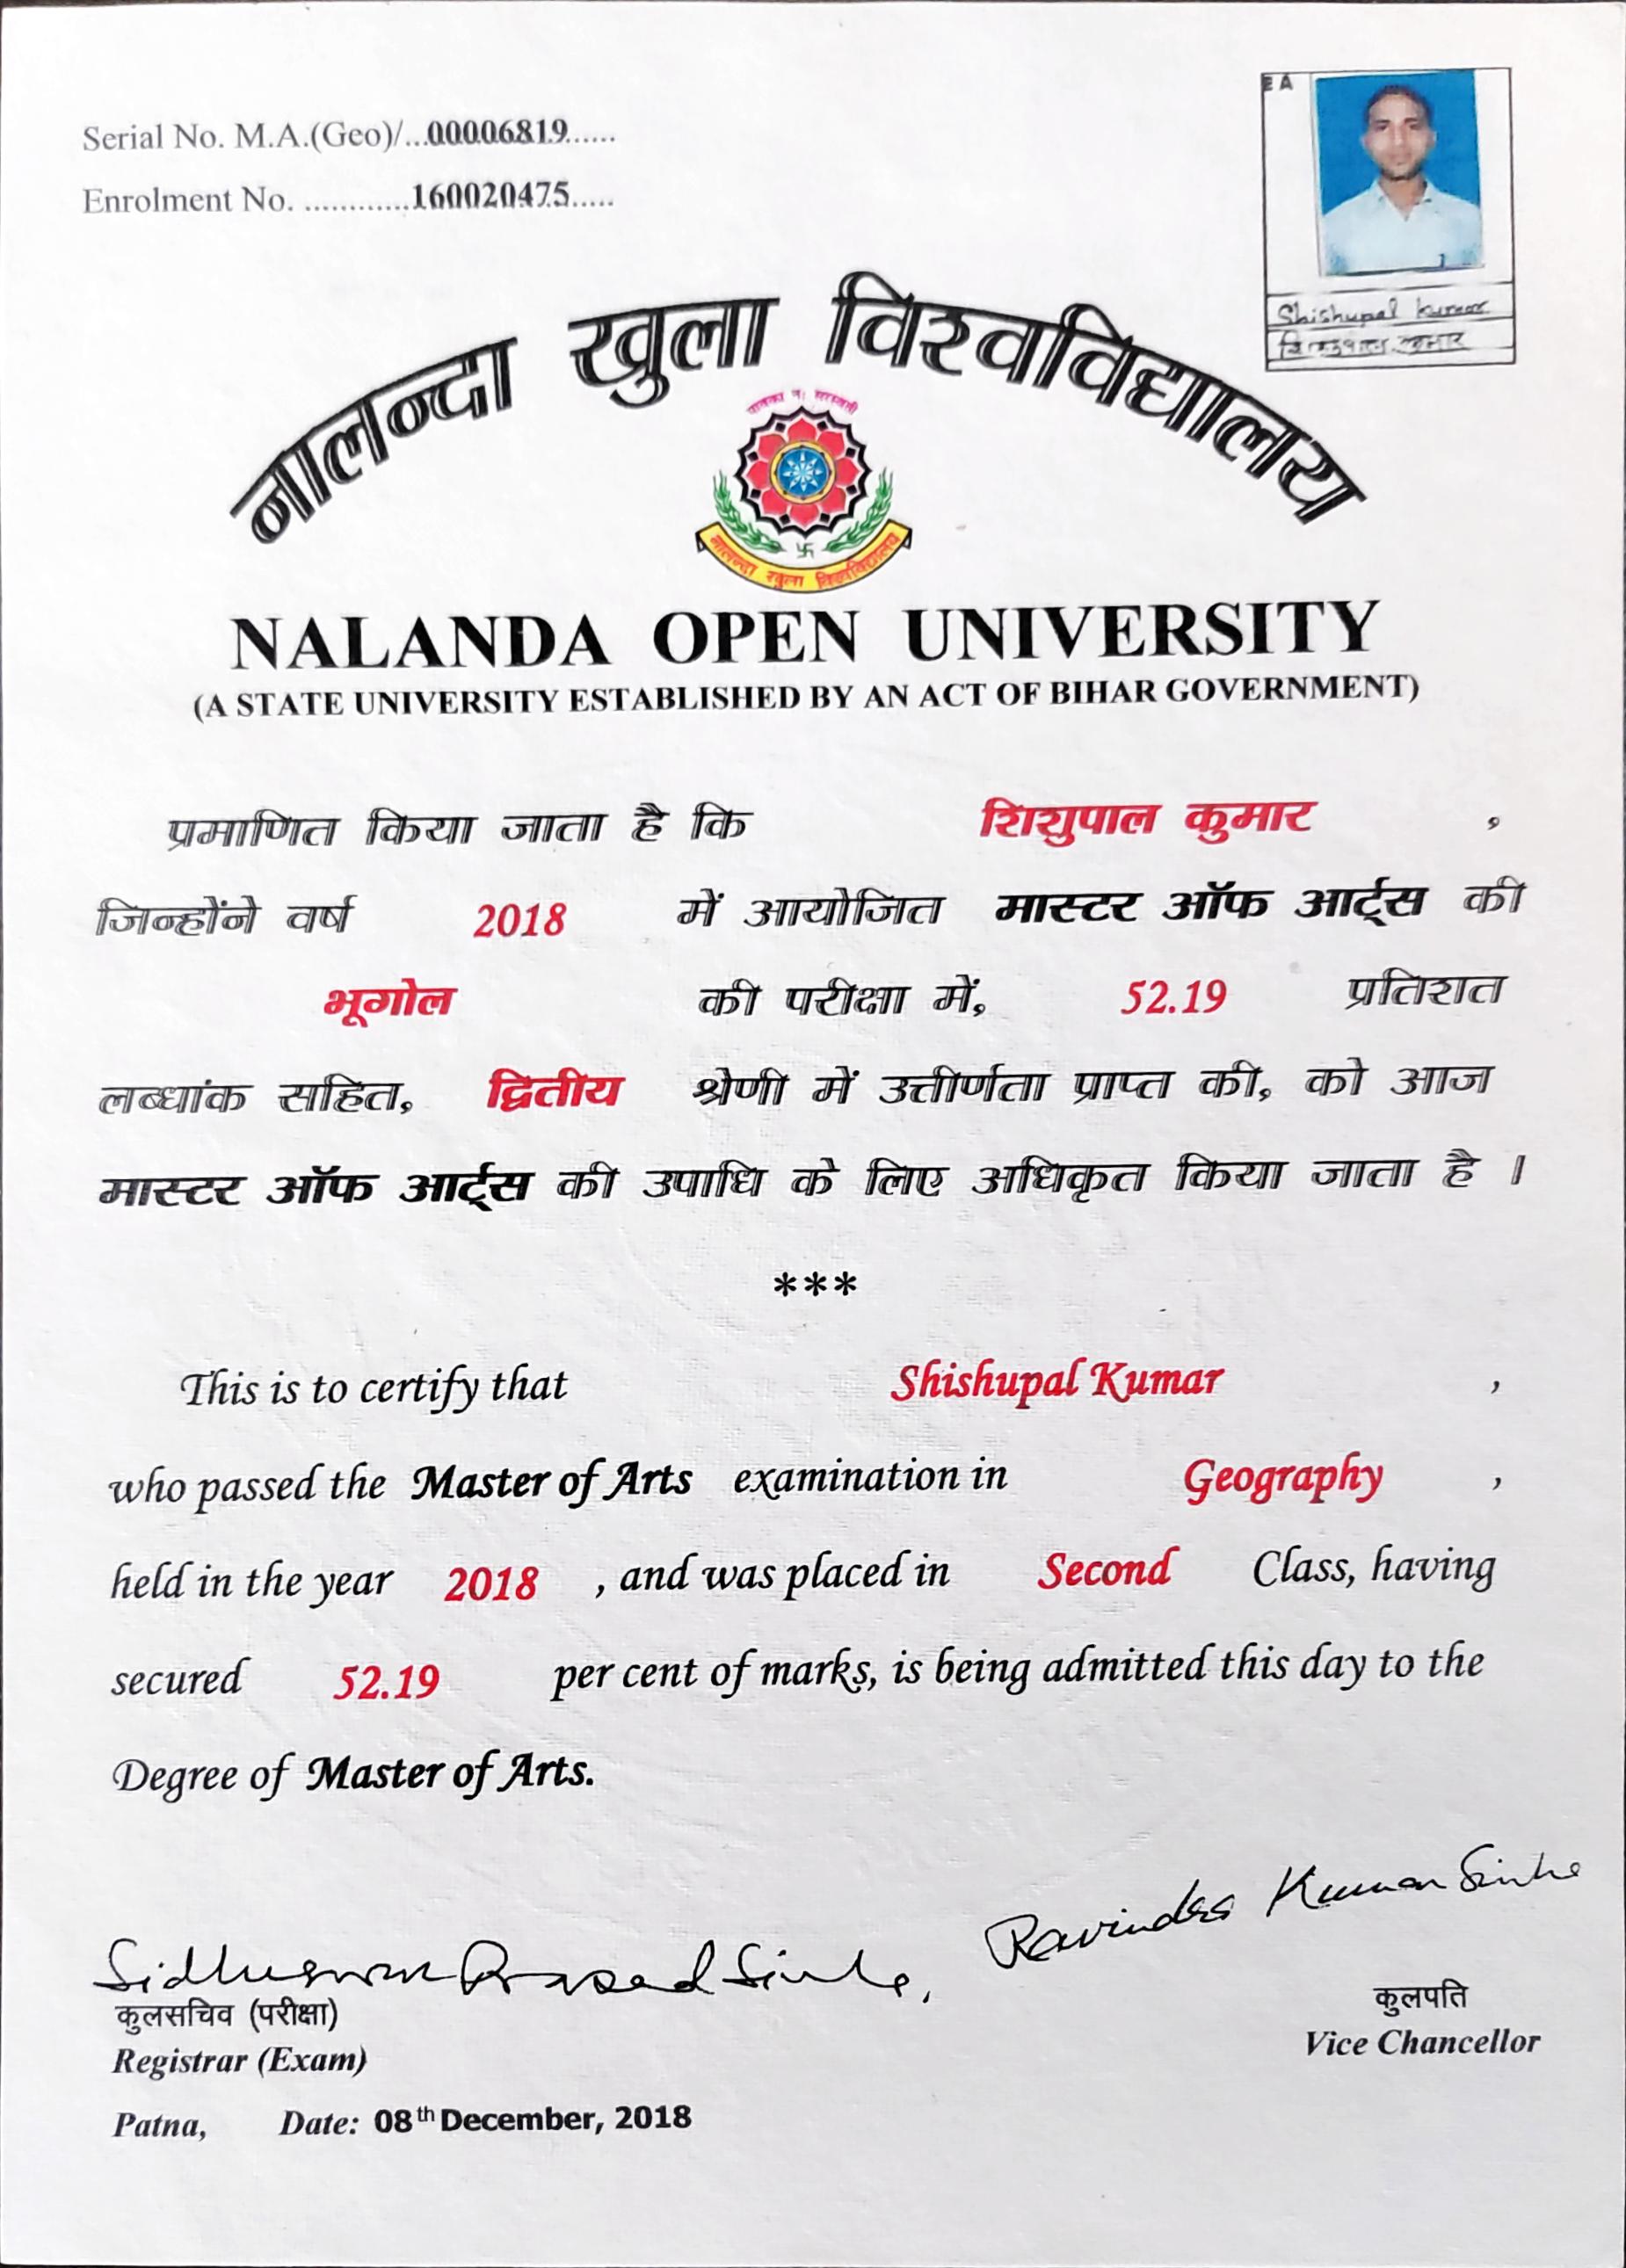 Serial No. M.A.(Geo)/...00006819......
Enrolment No. ............160020475.....
E A
Shishupal Kumar
कुमार
नालन्दा खुला विश्वविद्यालय
नालन्दा खुला विश्वविद्यालय
NALANDA OPEN UNIVERSITY
(A STATE UNIVERSITY ESTABLISHED BY AN ACT OF BIHAR GOVERNMENT)
प्रमाणित किया जाता है कि शिशुपाल कुमार ,
जिन्होंने वर्ष 2018 में आयोजित मास्टर ऑफ आर्ट्स की
भूगोल की परीक्षा में, 52.19 प्रतिशत
लब्धांक सहित, द्वितीय श्रेणी में उत्तीर्णता प्राप्त की, को आज
मास्टर ऑफ आर्ट्स की उपाधि के लिए अधिकृत किया जाता है ।
***
This is to certify that Shishupal Kumar ,
who passed the Master of Arts examination in Geography ,
held in the year 2018 , and was placed in Second Class, having
secured 52.19 per cent of marks, is being admitted this day to the
Degree of Master of Arts.
Ravindra Kumar Sinha
Sidheswar Prasad Sinha,
कुलसचिव (परीक्षा)
Registrar (Exam)
कुलपति
Vice Chancellor
Patna, Date: 08th December, 2018